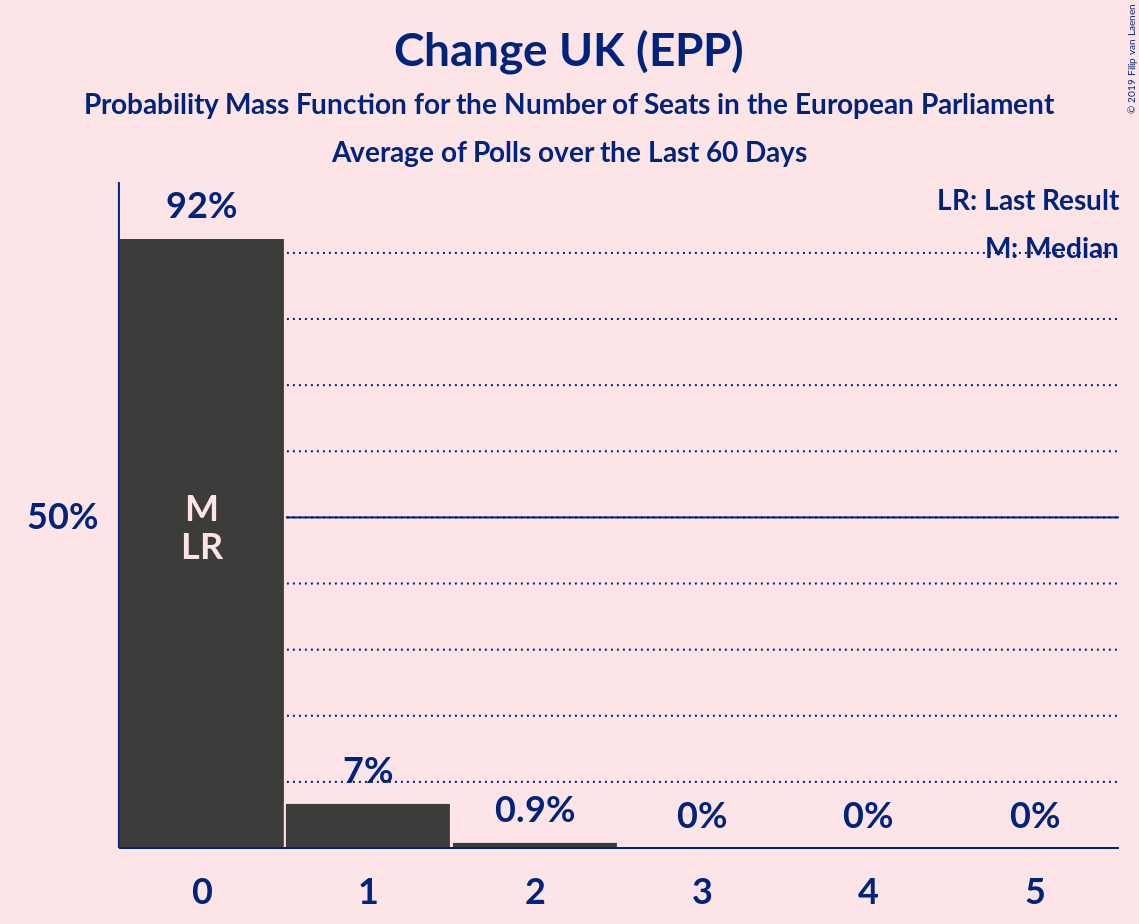 Change UK (EPP)
Probability Mass Function for the Number of Seats in the European Parliament
Average of Polls over the Last 60 Days
© 2019 Filip van Laenen
LR: Last Result
M: Median
92%
50%
M
LR
7%
0.9%
0%
0%
0%
0 1 2 3 4 5